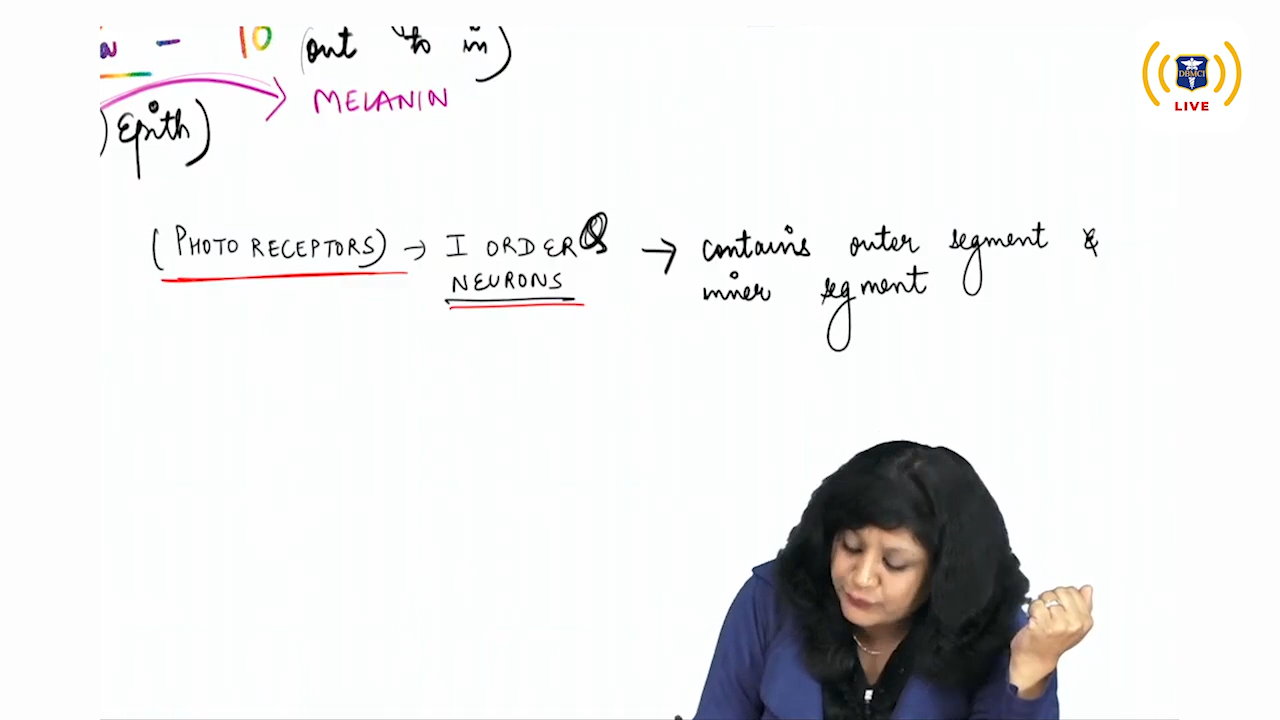 - 10 (out to in)
MELANIN
) Epith)
(PHOTO RECEPTORS) → I ORDER → contains outer segment &
NEURONS inner segment
DBMCI
LIVE